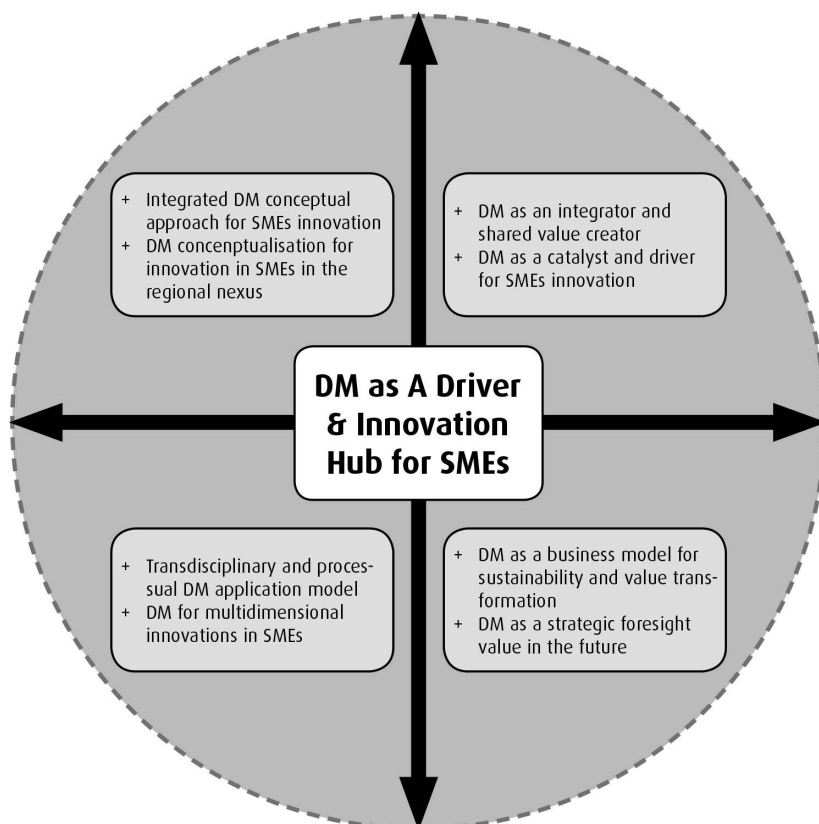 + Integrated DM conceptual
approach for SMEs innovation
+ DM concenptualisation for
innovation in SMEs in the
regional nexus
+ DM as an integrator and
shared value creator
+ DM as a catalyst and driver
for SMEs innovation
DM as A Driver
& Innovation
Hub for SMEs
+ Transdisciplinary and proces-
sual DM application model
+ DM for multidimensional
innovations in SMEs
+ DM as a business model for
sustainability and value trans-
formation
+ DM as a strategic foresight
value in the future